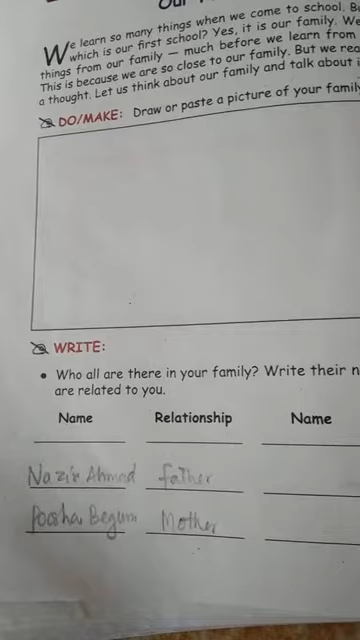 Our
We learn so many things when we come to school. B
which is our first school? Yes, it is our family. We
things from our family — much before we learn from
This is because we are so close to our family. But we rea
a thought. Let us think about our family and talk about i
DO/MAKE: Draw or paste a picture of your family
WRITE:
• Who all are there in your family? Write their n
are related to you.
Name Relationship Name
Nazir Ahmad father
Poosha Begum Mother